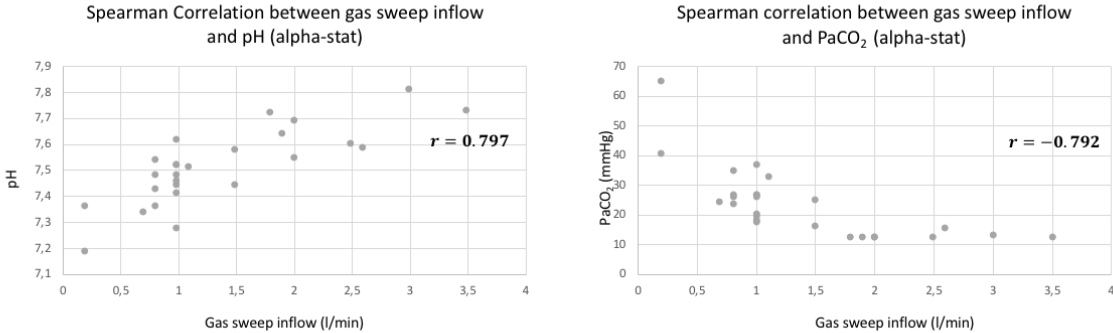 Spearman Correlation between gas sweep inflow
and pH (alpha-stat)
7,9
7,8
7,7
7,6
7,5
7,4
7,3
7,2
7,1
pH
r = 0.797
0 0,5 1 1,5 2 2,5 3 3,5 4
Gas sweep inflow (l/min)
Spearman correlation between gas sweep inflow
and PaCO₂ (alpha-stat)
70
60
50
40
30
20
10
0
PaCO₂ (mmHg)
r = −0.792
0 0,5 1 1,5 2 2,5 3 3,5 4
Gas sweep inflow (l/min)